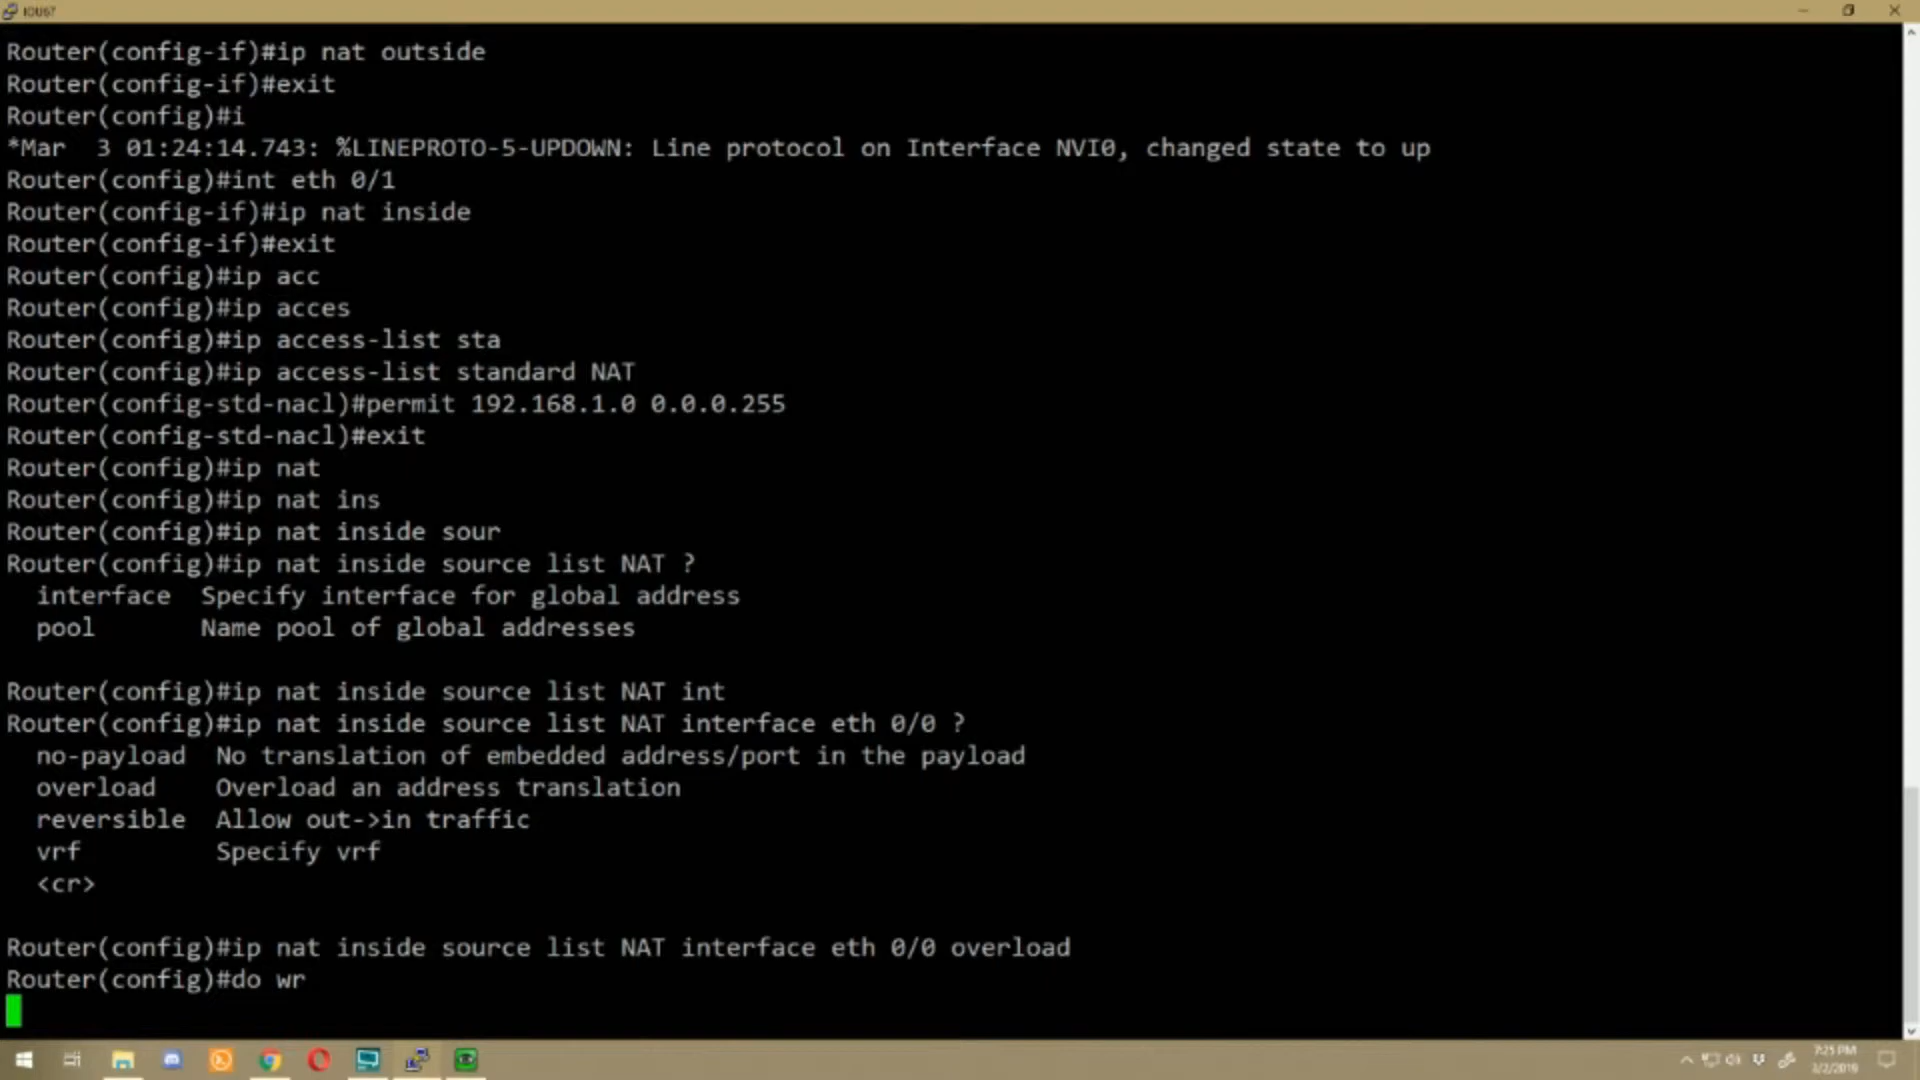 IOU67
Router(config-if)#ip nat outside
Router(config-if)#exit
Router(config)#i
*Mar  3 01:24:14.743: %LINEPROTO-5-UPDOWN: Line protocol on Interface NVI0, changed state to up
Router(config)#int eth 0/1
Router(config-if)#ip nat inside
Router(config-if)#exit
Router(config)#ip acc
Router(config)#ip acces
Router(config)#ip access-list sta
Router(config)#ip access-list standard NAT
Router(config-std-nacl)#permit 192.168.1.0 0.0.0.255
Router(config-std-nacl)#exit
Router(config)#ip nat
Router(config)#ip nat ins
Router(config)#ip nat inside sour
Router(config)#ip nat inside source list NAT ?
  interface  Specify interface for global address
  pool       Name pool of global addresses
Router(config)#ip nat inside source list NAT int
Router(config)#ip nat inside source list NAT interface eth 0/0 ?
  no-payload  No translation of embedded address/port in the payload
  overload    Overload an address translation
  reversible  Allow out->in traffic
  vrf         Specify vrf
  <cr>
Router(config)#ip nat inside source list NAT interface eth 0/0 overload
Router(config)#do wr
7:25 PM
3/2/2019